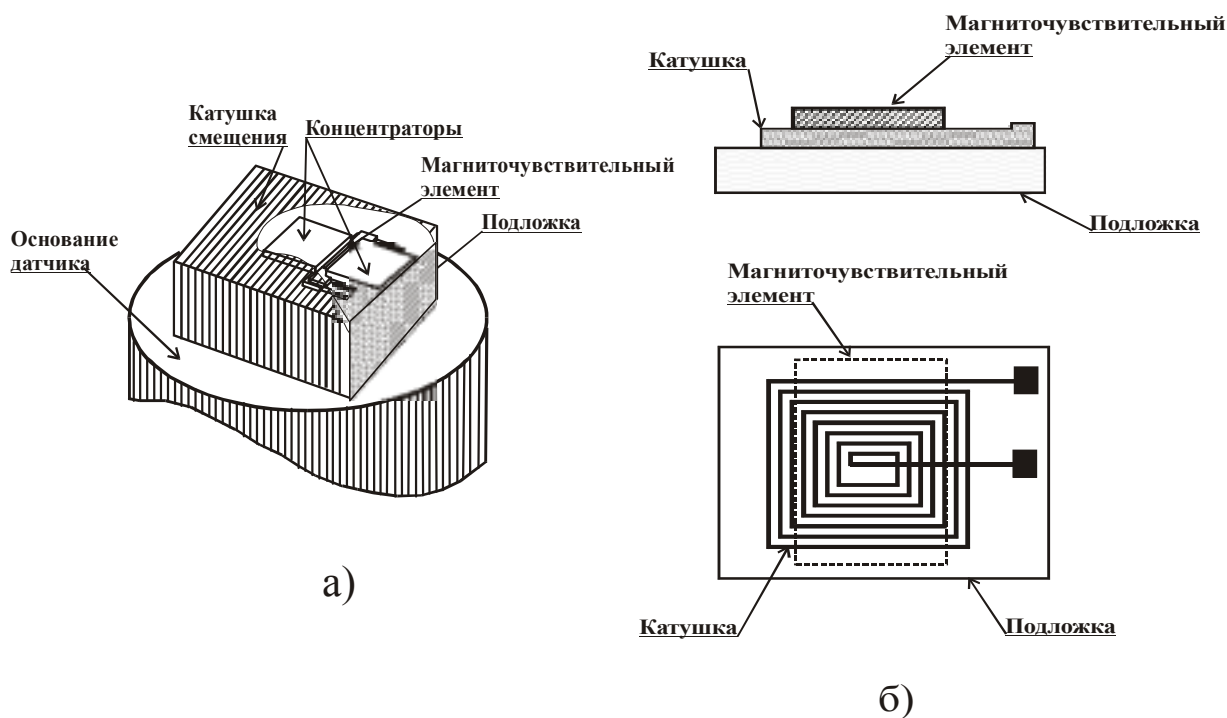 Катушка
смещения
Концентраторы
Магниточувствительный
элемент
Подложка
Основание
датчика
а)
Магниточувствительный
элемент
Катушка
Подложка
Магниточувствительный
элемент
Катушка
Подложка
б)